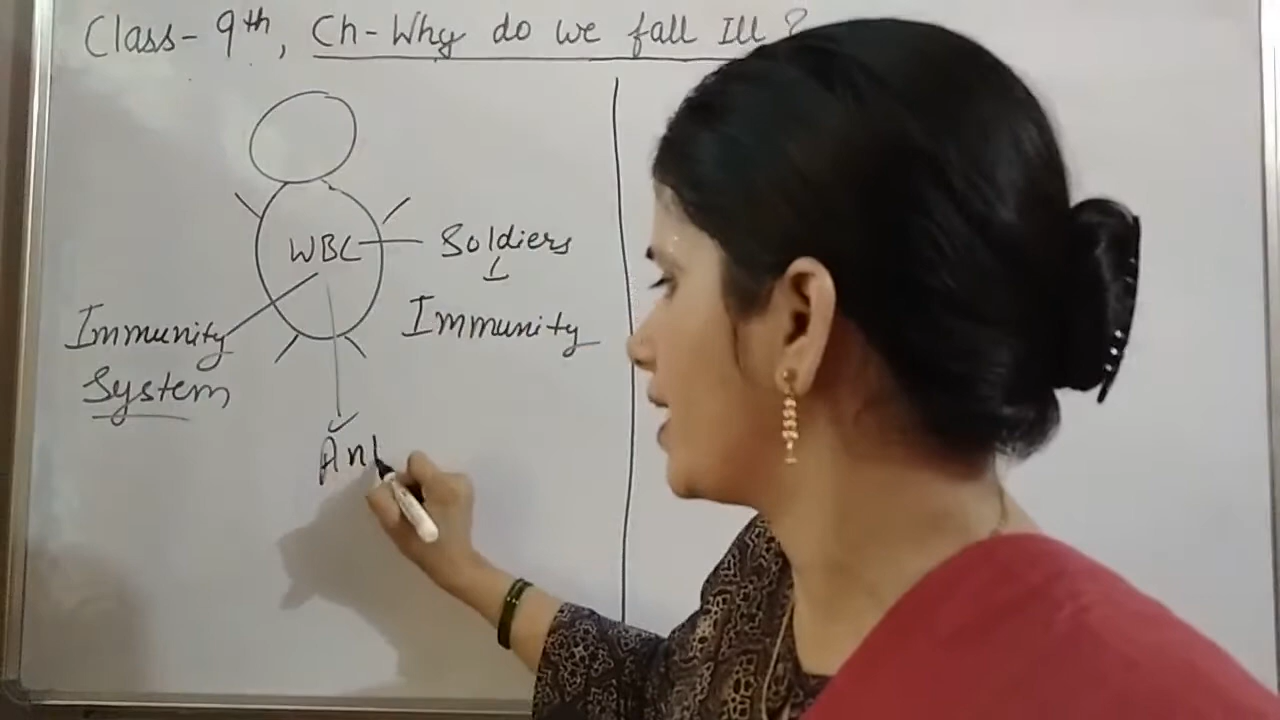 Class- 9th, Ch- Why do we fall Ill ?
WBC
Soldiers
Immunity
Immunity
System
An